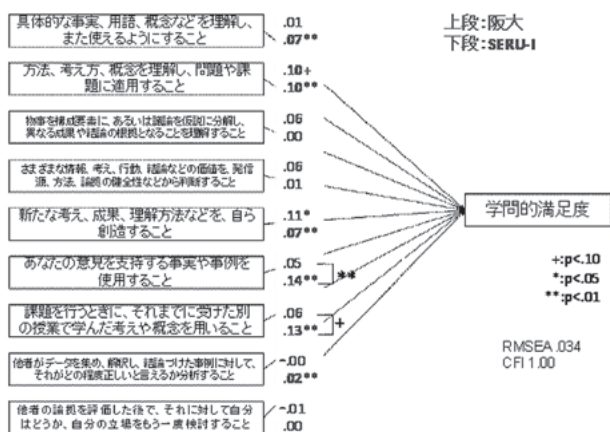 具体的な事実、用語、概念などを理解し、
また使えるようにすること
.01
.07**
方法、考え方、概念を理解し、問題や課
題に適用すること
.10+
.10**
物事を構成要素に、あるいは議論を仮説に分解し、
異なる成果や結論の根拠となることを理解すること
.06
.00
さまざまな情報、考え、行動、結論などの価値を、発信
源、方法、論拠の健全性などから判断すること
.06
.01
新たな考え、成果、理解方法などを、自ら
創造すること
.11*
.07**
あなたの意見を支持する事実や事例を
使用すること
.05
.14**
**
課題を行うときに、それまでに受けた別
の授業で学んだ考えや概念を用いること
.06
.13**
+
他者がデータを集め、解釈し、結論づけた事例に対して、
それがどの程度正しいと言えるか分析すること
-.00
.02**
他者の論拠を評価した後で、それに対して自分
はどうか、自分の立場をもう一度検討すること
-.01
.00
上段:阪大
下段:SERU-I
学問的満足度
+:p<.10
*:p<.05
**:p<.01
RMSEA .034
CFI 1.00